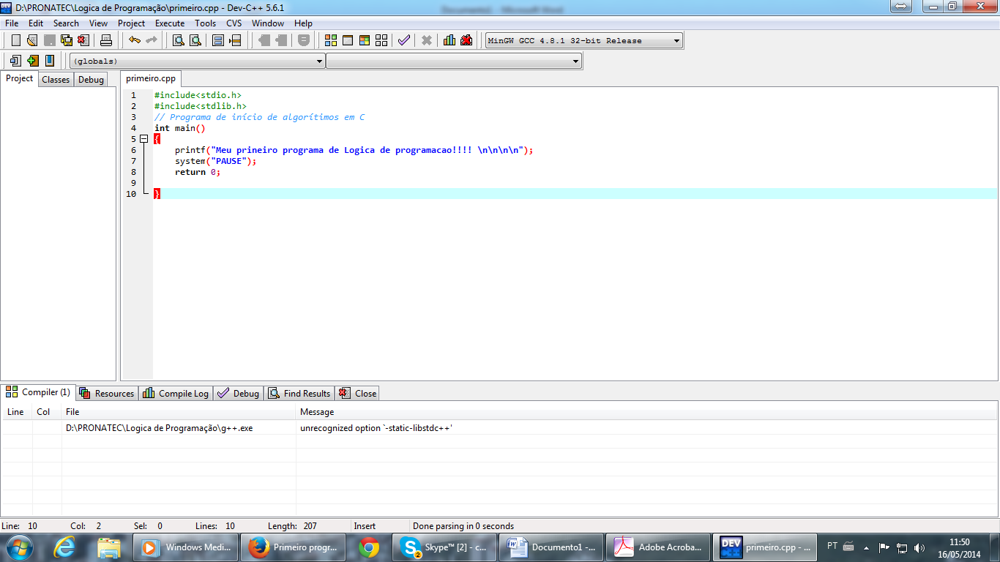 D:\PRONATEC\Logica de Programação\primeiro.cpp - Dev-C++ 5.6.1
Documento1 - Microsoft Word
File Edit Search View Project Execute Tools CVS Window Help
MinGW GCC 4.8.1 32-bit Release
(globals)
Project Classes Debug
primeiro.cpp
1 #include<stdio.h>
2 #include<stdlib.h>
3 // Programa de início de algorítimos em C
4 int main()
5 {
6 printf("Meu prineiro programa de Logica de programacao!!!! \n\n\n\n");
7 system("PAUSE");
8 return 0;
9
10 }
Compiler (1) Resources Compile Log Debug Find Results Close
Line Col File Message
D:\PRONATEC\Logica de Programação\g++.exe unrecognized option `-static-libstdc++'
Line: 10 Col: 2 Sel: 0 Lines: 10 Length: 207 Insert Done parsing in 0 seconds
Windows Medi... Primeiro progr... Skype™ [2] - c... Documento1 -... Adobe Acroba... primeiro.cpp - ...
2
DEV
PT
11:50
16/05/2014